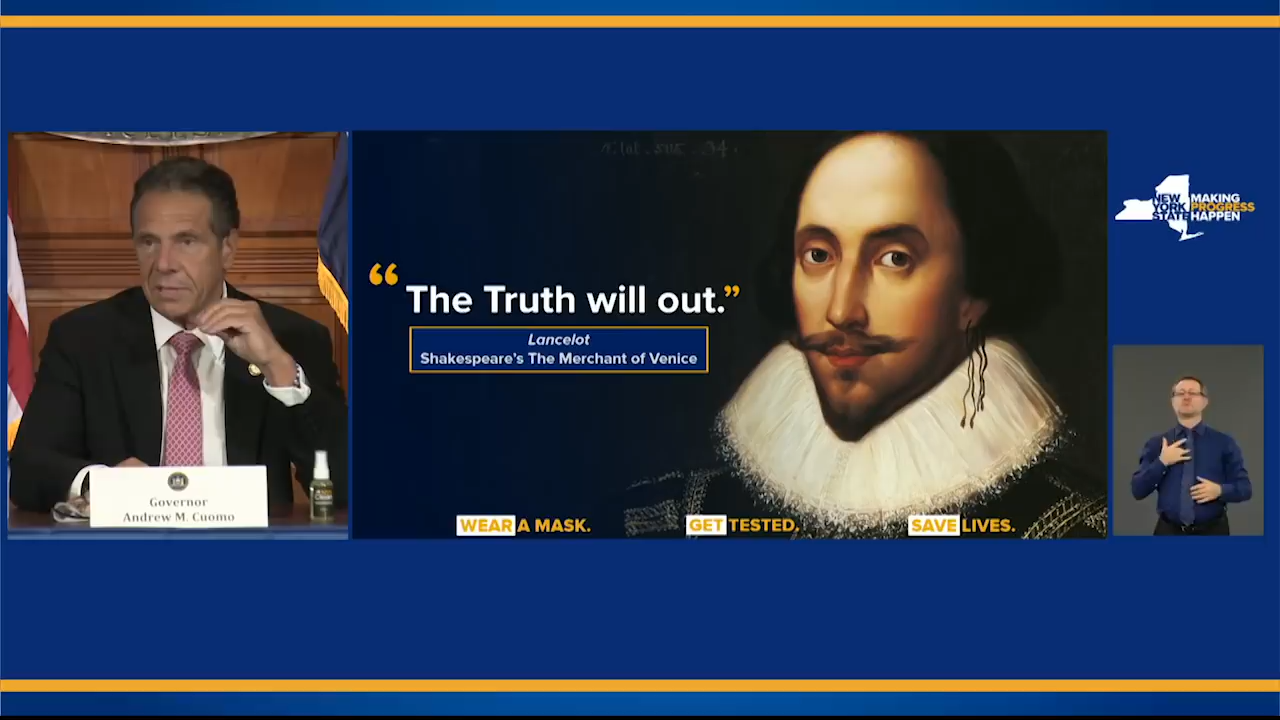 Governor
Andrew M. Cuomo
“The Truth will out.”
Lancelot
Shakespeare's The Merchant of Venice
WEAR A MASK.
GET TESTED.
SAVE LIVES.
NEW
YORK
STATE
MAKING
PROGRESS
HAPPEN